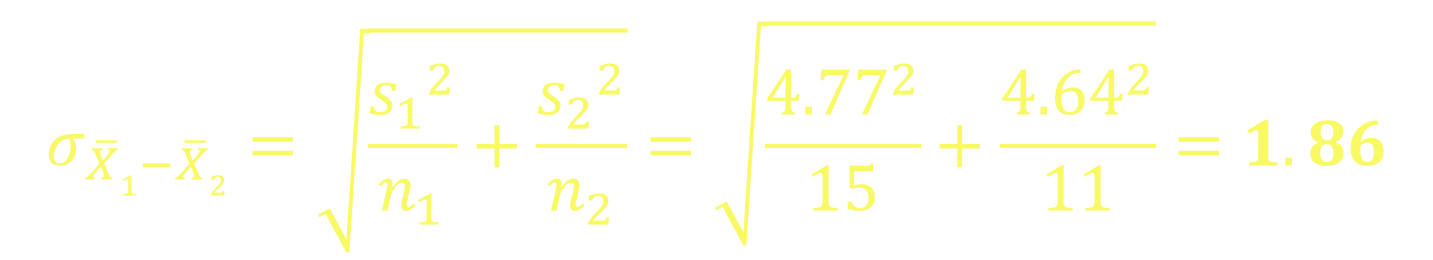 σ_{X̄₁−X̄₂} = √(s₁²/n₁ + s₂²/n₂) = √(4.77²/15 + 4.64²/11) = 1.86